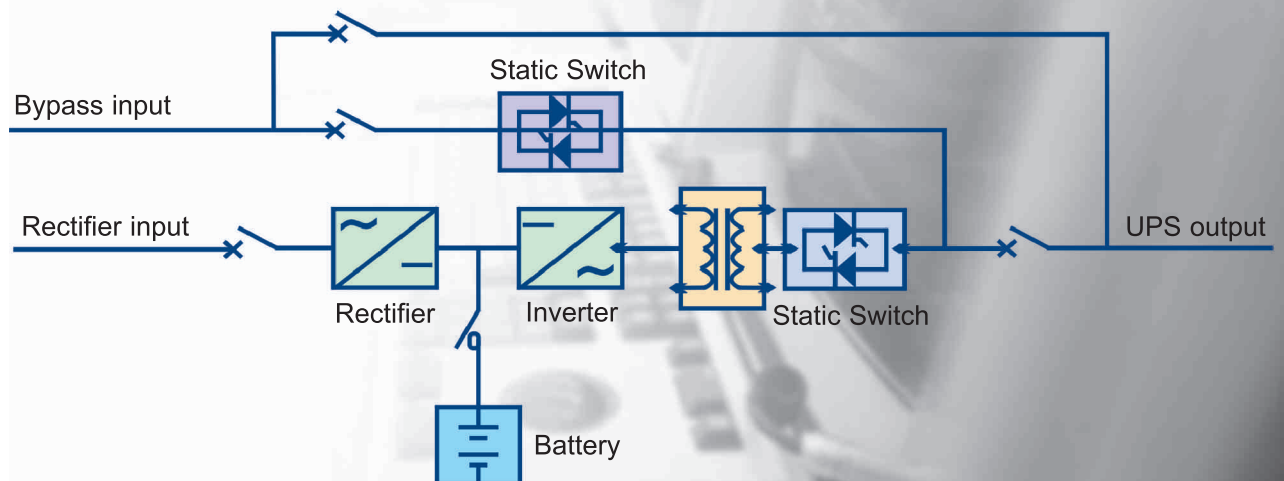 Static Switch
Bypass input
Rectifier input
UPS output
Rectifier
Inverter
Static Switch
Battery